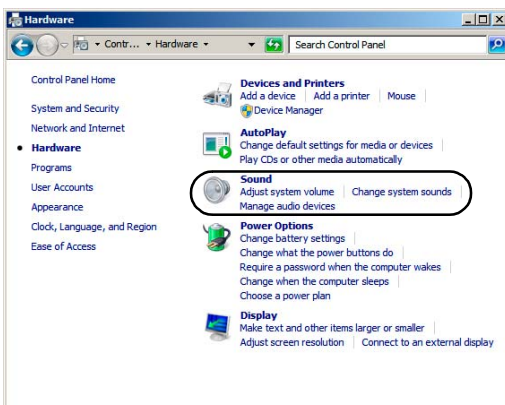 Hardware
Contr... Hardware Search Control Panel
Control Panel Home
System and Security
Network and Internet
Hardware
Programs
User Accounts
Appearance
Clock, Language, and Region
Ease of Access
Devices and Printers
Add a device Add a printer Mouse
Device Manager
AutoPlay
Change default settings for media or devices
Play CDs or other media automatically
Sound
Adjust system volume Change system sounds
Manage audio devices
Power Options
Change battery settings
Change what the power buttons do
Require a password when the computer wakes
Change when the computer sleeps
Choose a power plan
Display
Make text and other items larger or smaller
Adjust screen resolution Connect to an external display